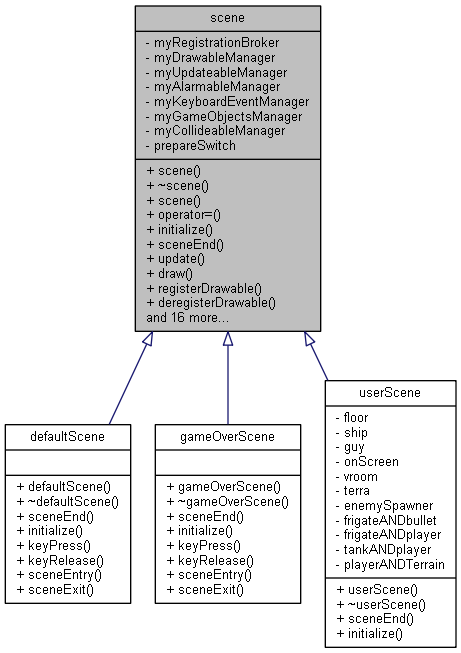 scene
- myRegistrationBroker
- myDrawableManager
- myUpdateableManager
- myAlarmableManager
- myKeyboardEventManager
- myGameObjectsManager
- myCollideableManager
- prepareSwitch
+ scene()
+ ~scene()
+ scene()
+ operator=()
+ initialize()
+ sceneEnd()
+ update()
+ draw()
+ registerDrawable()
+ deregisterDrawable()
and 16 more...
defaultScene
+ defaultScene()
+ ~defaultScene()
+ sceneEnd()
+ initialize()
+ keyPress()
+ keyRelease()
+ sceneEntry()
+ sceneExit()
gameOverScene
+ gameOverScene()
+ ~gameOverScene()
+ sceneEnd()
+ initialize()
+ keyPress()
+ keyRelease()
+ sceneEntry()
+ sceneExit()
userScene
- floor
- ship
- guy
- onScreen
- vroom
- terra
- enemySpawner
- frigateANDbullet
- frigateANDplayer
- tankANDplayer
- playerANDTerrain
+ userScene()
+ ~userScene()
+ sceneEnd()
+ initialize()